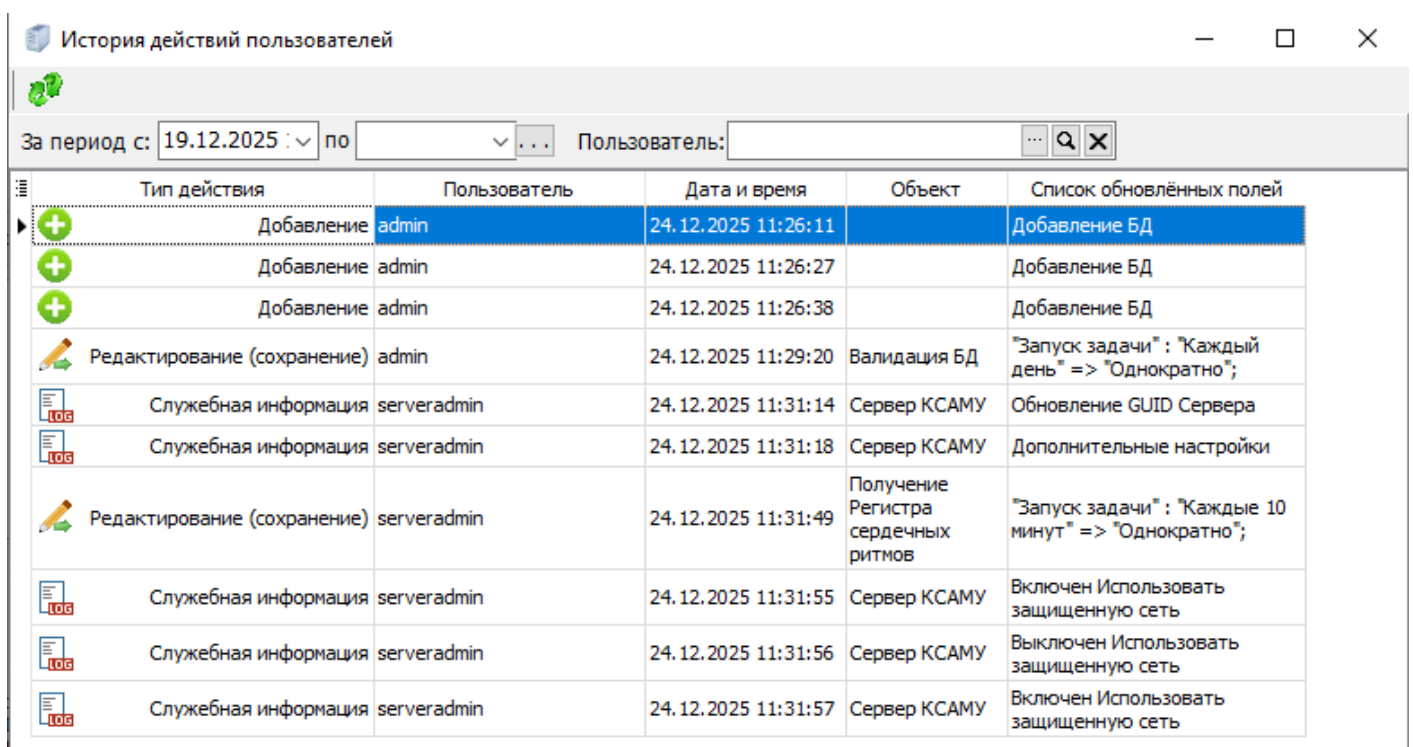 История действий пользователей
За период с: 19.12.2025 по ... Пользователь: ...
Тип действия Пользователь Дата и время Объект Список обновлённых полей
Добавление admin 24.12.2025 11:26:11 Добавление БД
Добавление admin 24.12.2025 11:26:27 Добавление БД
Добавление admin 24.12.2025 11:26:38 Добавление БД
Редактирование (сохранение) admin 24.12.2025 11:29:20 Валидация БД "Запуск задачи" : "Каждый
день" => "Однократно";
LOG Служебная информация serveradmin 24.12.2025 11:31:14 Сервер КСАМУ Обновление GUID Сервера
LOG Служебная информация serveradmin 24.12.2025 11:31:18 Сервер КСАМУ Дополнительные настройки
Редактирование (сохранение) serveradmin 24.12.2025 11:31:49 Получение
Регистра
сердечных
ритмов
"Запуск задачи" : "Каждые 10
минут" => "Однократно";
LOG Служебная информация serveradmin 24.12.2025 11:31:55 Сервер КСАМУ Включен Использовать
защищенную сеть
LOG Служебная информация serveradmin 24.12.2025 11:31:56 Сервер КСАМУ Выключен Использовать
защищенную сеть
LOG Служебная информация serveradmin 24.12.2025 11:31:57 Сервер КСАМУ Включен Использовать
защищенную сеть